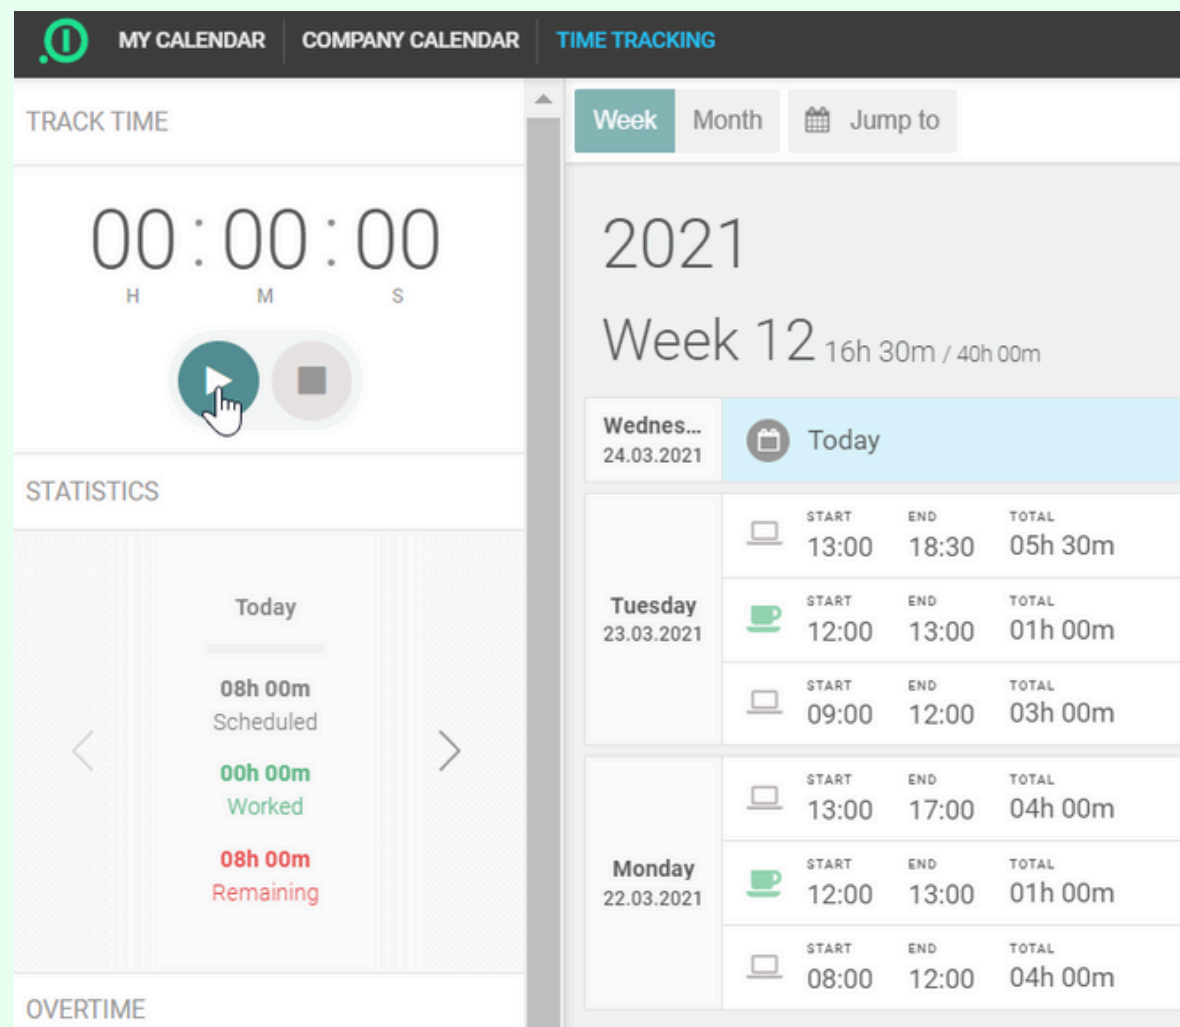 MY CALENDAR COMPANY CALENDAR TIME TRACKING
TRACK TIME
00 : 00 : 00
H M S
STATISTICS
Today
08h 00m
Scheduled
00h 00m
Worked
08h 00m
Remaining
OVERTIME
Week Month Jump to
2021
Week 12 16h 30m / 40h 00m
Wednes...
24.03.2021
Today
Tuesday
23.03.2021
START END TOTAL
13:00 18:30 05h 30m
START END TOTAL
12:00 13:00 01h 00m
START END TOTAL
09:00 12:00 03h 00m
Monday
22.03.2021
START END TOTAL
13:00 17:00 04h 00m
START END TOTAL
12:00 13:00 01h 00m
START END TOTAL
08:00 12:00 04h 00m